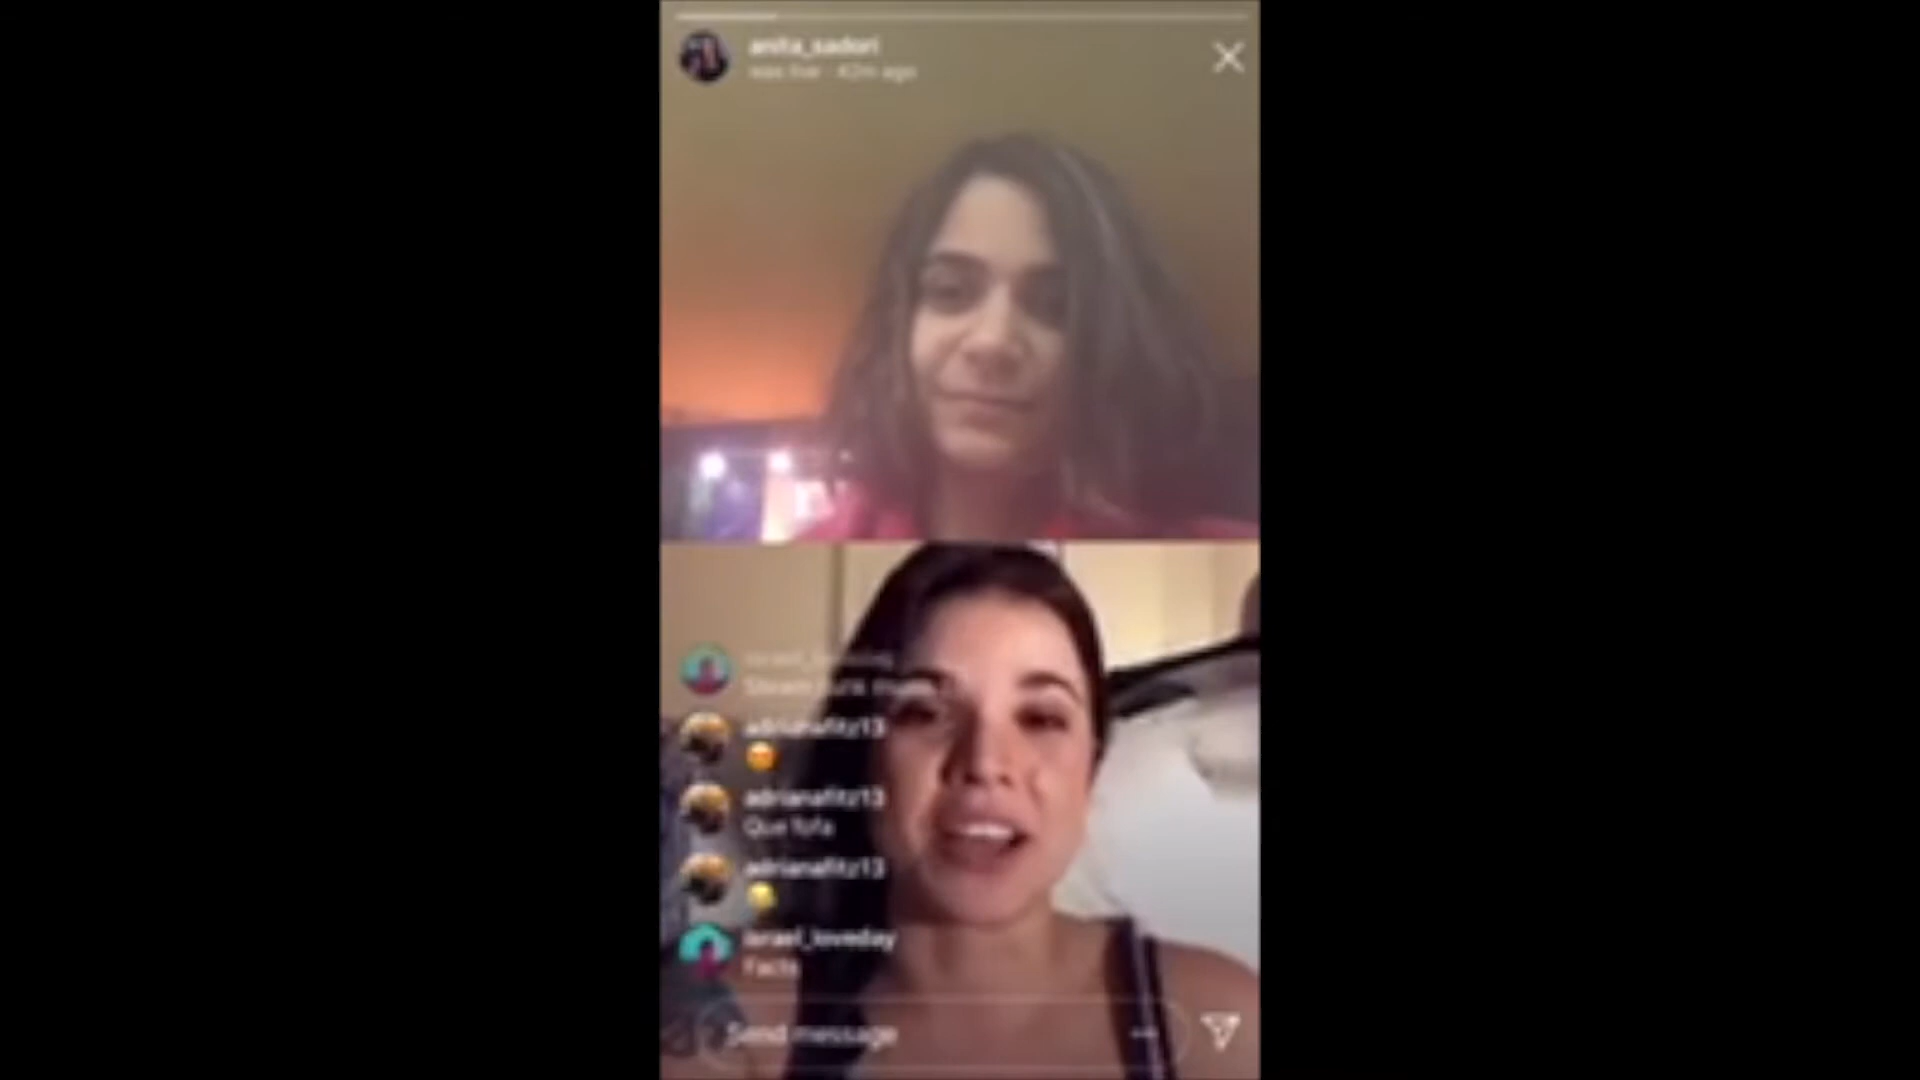 anita_sadori
was live · 42m ago
adrianafitz13
adrianafitz13
Que fofa
adrianafitz13
israel_loveday
Facts
Send message